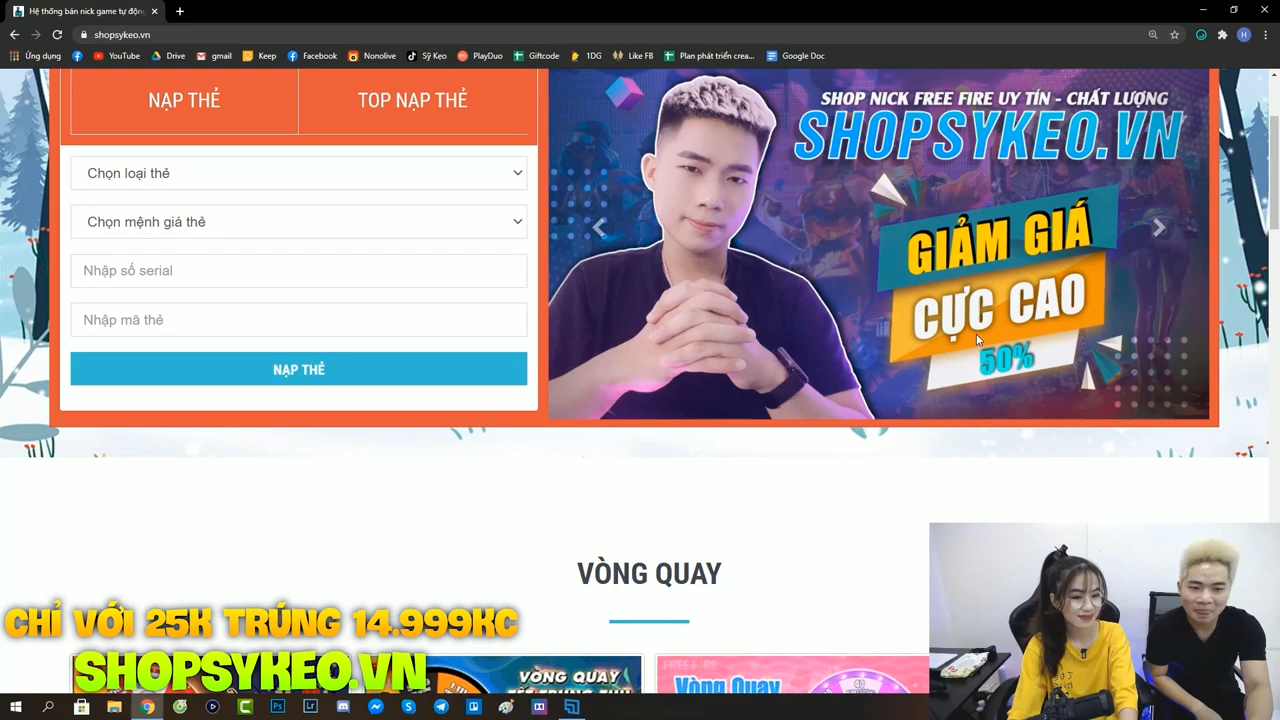 Hệ thống bán nick game tự động
shopsykeo.vn
Ứng dụng
YouTube
Drive
gmail
Keep
Facebook
Nonolive
Sỹ Kẹo
PlayDuo
Giftcode
1DG
Like FB
Plan phát triển crea...
Google Doc
NẠP THẺ
TOP NẠP THẺ
Chọn loại thẻ
Chọn mệnh giá thẻ
Nhập số serial
Nhập mã thẻ
NẠP THẺ
SHOP NICK FREE FIRE UY TÍN - CHẤT LƯỢNG
SHOPSYKEO.VN
GIẢM GIÁ
CỰC CAO
50%
VÒNG QUAY
CHỈ VỚI 25K TRÚNG 14.999KC
SHOPSYKEO.VN
VÒNG QUAY
FREE FIRE
Vòng Quay